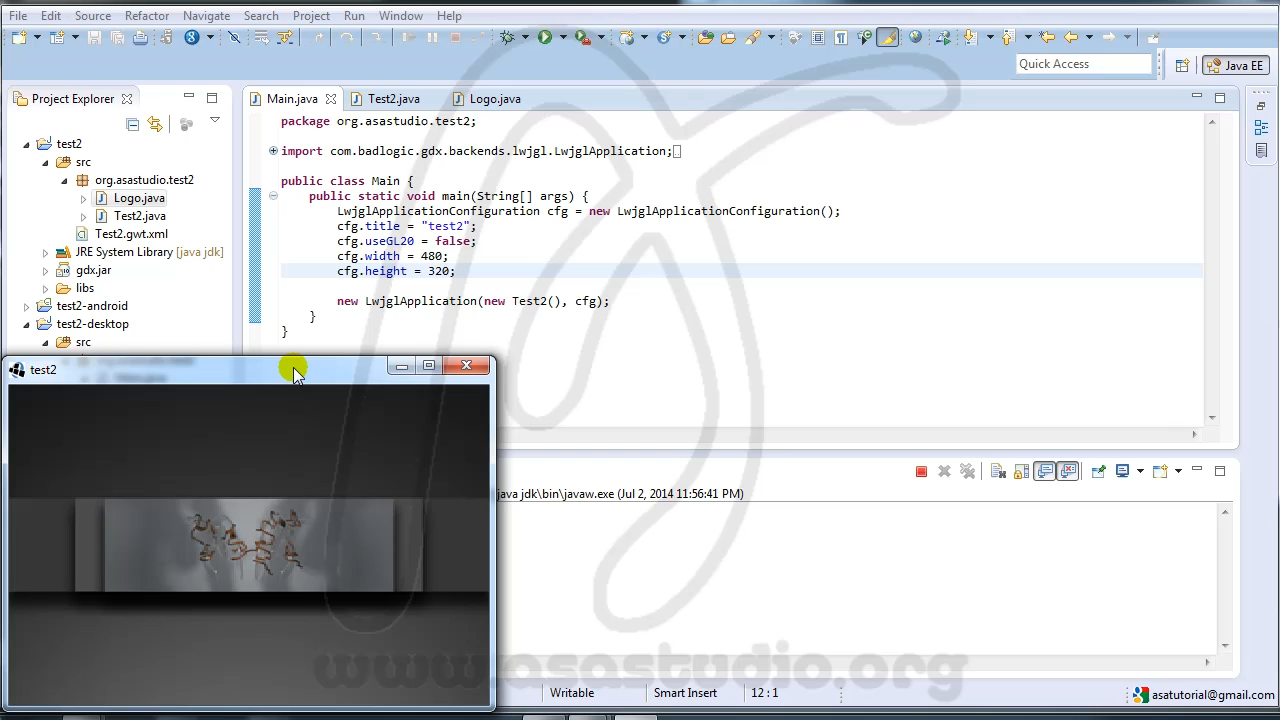 File Edit Source Refactor Navigate Search Project Run Window Help
Quick Access
Java EE
Project Explorer
Main.java Test2.java Logo.java
test2
src
org.asastudio.test2
Logo.java
Test2.java
Test2.gwt.xml
JRE System Library [java jdk]
gdx.jar
libs
test2-android
test2-desktop
src
package org.asastudio.test2;
import com.badlogic.gdx.backends.lwjgl.LwjglApplication;
public class Main {
public static void main(String[] args) {
LwjglApplicationConfiguration cfg = new LwjglApplicationConfiguration();
cfg.title = "test2";
cfg.useGL20 = false;
cfg.width = 480;
cfg.height = 320;
new LwjglApplication(new Test2(), cfg);
}
}
test2
java jdk\bin\javaw.exe (Jul 2, 2014 11:56:41 PM)
www.asastudio.org
Writable Smart Insert 12 : 1
asatutorial@gmail.com